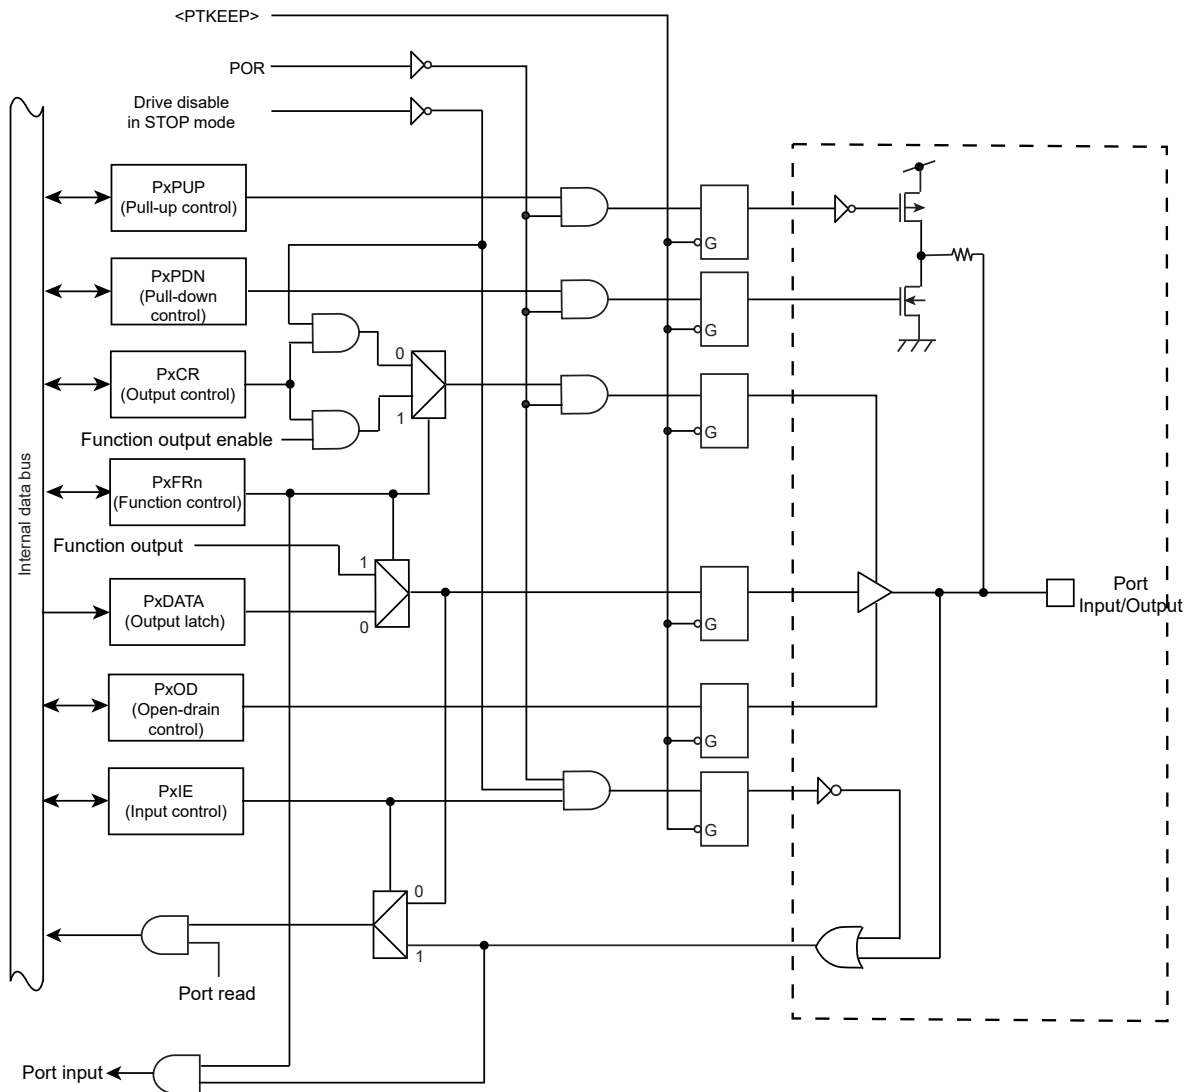 <PTKEEP>
POR
Drive disable
in STOP mode
PxPUP
(Pull-up control)
G
PxPDN
(Pull-down
control)
G
PxCR
(Output control)
0
1
G
Function output enable
PxFRn
(Function control)
Internal data bus
Function output
1
0
PxDATA
(Output latch)
G
Port
Input/Output
PxOD
(Open-drain
control)
G
PxIE
(Input control)
G
0
1
Port read
Port input